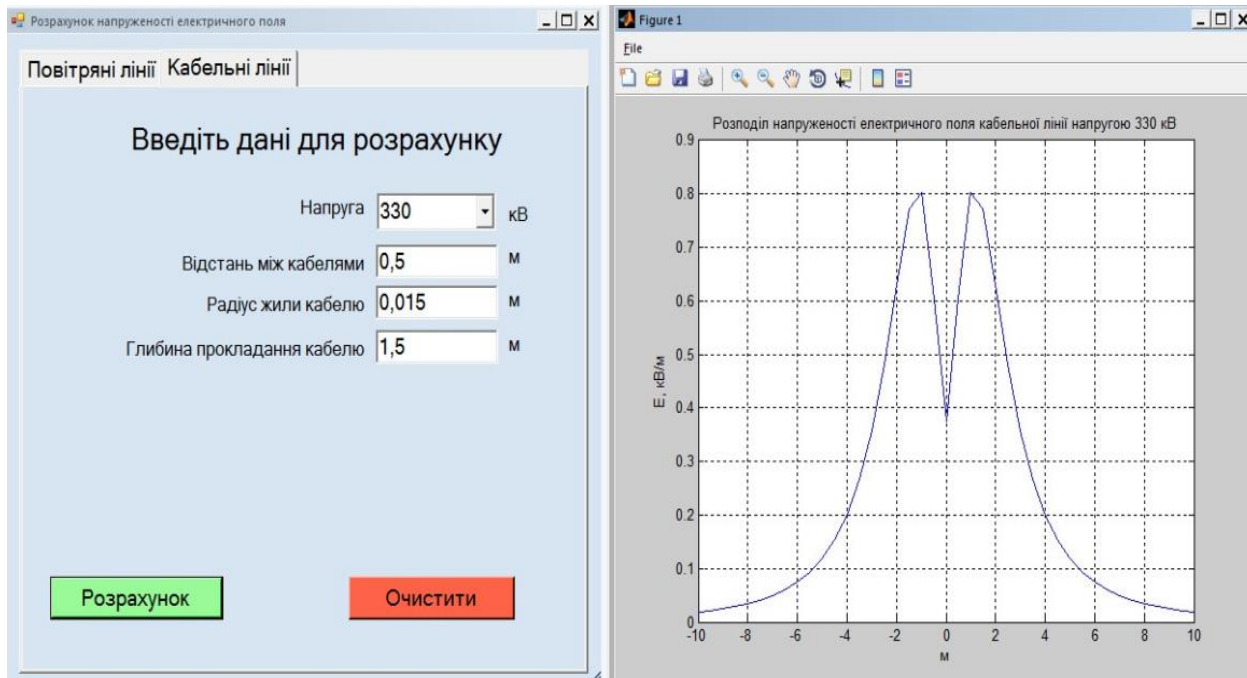 Розрахунок напруженості електричного поля
Повітряні лінії Кабельні лінії
Введіть дані для розрахунку
Напруга 330 кВ
Відстань між кабелями 0,5 м
Радіус жили кабелю 0,015 м
Глибина прокладання кабелю 1,5 м
Розрахунок Очистити
Figure 1
File
Розподіл напруженості електричного поля кабельної лінії напругою 330 кВ
0.9
0.8
0.7
0.6
0.5
0.4
0.3
0.2
0.1
0
Е, кВ/м
-10 -8 -6 -4 -2 0 2 4 6 8 10
м